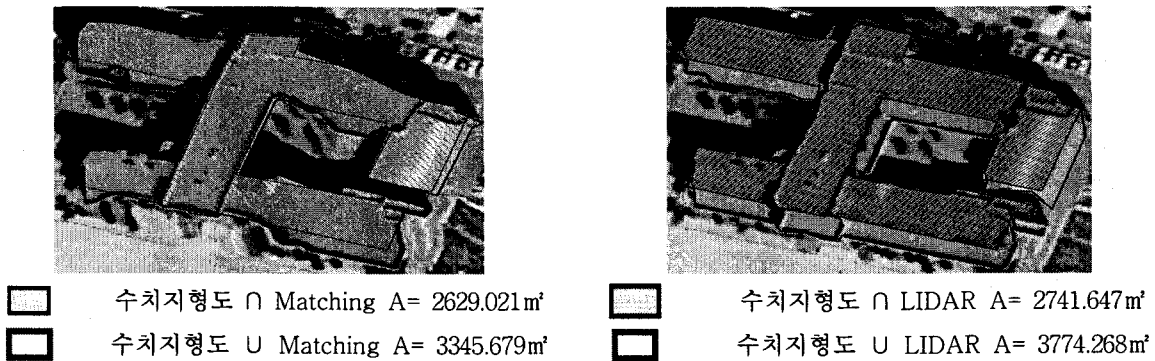 수치지형도 ∩ Matching A= 2629.021㎡
수치지형도 ∪ Matching A= 3345.679㎡
수치지형도 ∩ LIDAR A= 2741.647㎡
수치지형도 ∪ LIDAR A= 3774.268㎡